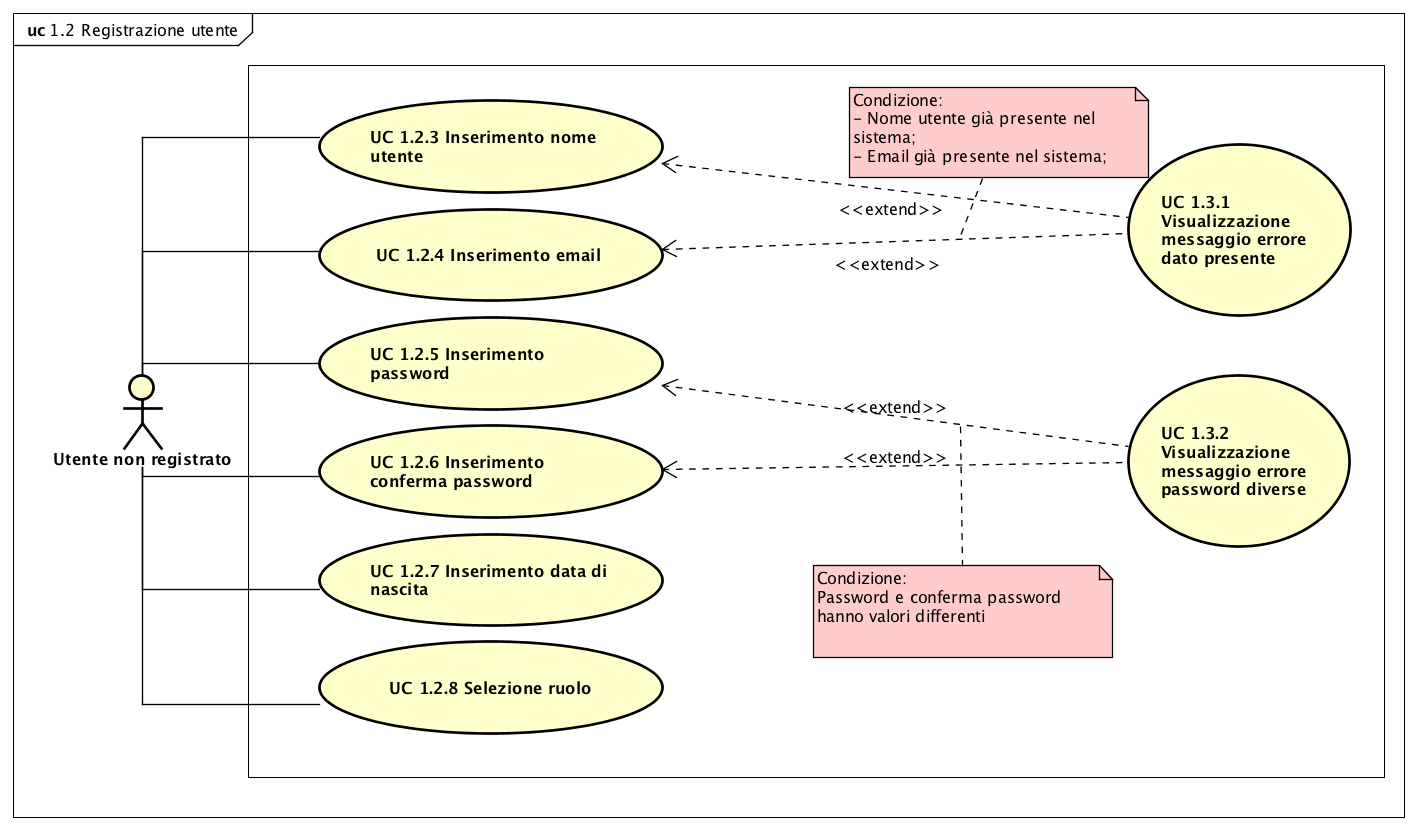 uc 1.2 Registrazione utente
UC 1.2.3 Inserimento nome
utente
UC 1.2.4 Inserimento email
UC 1.2.5 Inserimento
password
UC 1.2.6 Inserimento
conferma password
UC 1.2.7 Inserimento data di
nascita
UC 1.2.8 Selezione ruolo
Utente non registrato
Condizione:
- Nome utente già presente nel
sistema;
- Email già presente nel sistema;
<<extend>>
<<extend>>
UC 1.3.1
Visualizzazione
messaggio errore
dato presente
<<extend>>
<<extend>>
UC 1.3.2
Visualizzazione
messaggio errore
password diverse
Condizione:
Password e conferma password
hanno valori differenti